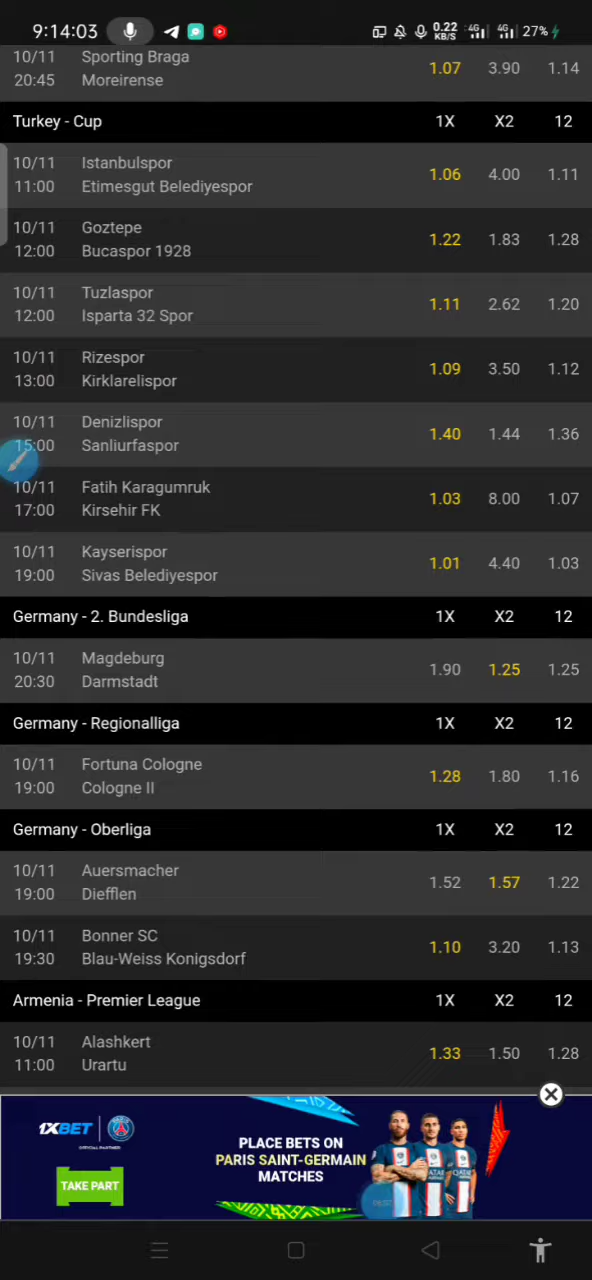 9:14:03 0.22 KB/S 4G 4G 27%
10/11 Sporting Braga 1.07 3.90 1.14
20:45 Moreirense
Turkey - Cup 1X X2 12
10/11 Istanbulspor 1.06 4.00 1.11
11:00 Etimesgut Belediyespor
10/11 Goztepe 1.22 1.83 1.28
12:00 Bucaspor 1928
10/11 Tuzlaspor 1.11 2.62 1.20
12:00 Isparta 32 Spor
10/11 Rizespor 1.09 3.50 1.12
13:00 Kirklarelispor
10/11 Denizlispor 1.40 1.44 1.36
15:00 Sanliurfaspor
10/11 Fatih Karagumruk 1.03 8.00 1.07
17:00 Kirsehir FK
10/11 Kayserispor 1.01 4.40 1.03
19:00 Sivas Belediyespor
Germany - 2. Bundesliga 1X X2 12
10/11 Magdeburg 1.90 1.25 1.25
20:30 Darmstadt
Germany - Regionalliga 1X X2 12
10/11 Fortuna Cologne 1.28 1.80 1.16
19:00 Cologne II
Germany - Oberliga 1X X2 12
10/11 Auersmacher 1.52 1.57 1.22
19:00 Diefflen
10/11 Bonner SC 1.10 3.20 1.13
19:30 Blau-Weiss Konigsdorf
Armenia - Premier League 1X X2 12
10/11 Alashkert 1.33 1.50 1.28
11:00 Urartu
1XBET
OFFICIAL PARTNER
PLACE BETS ON
PARIS SAINT-GERMAIN
MATCHES
TAKE PART